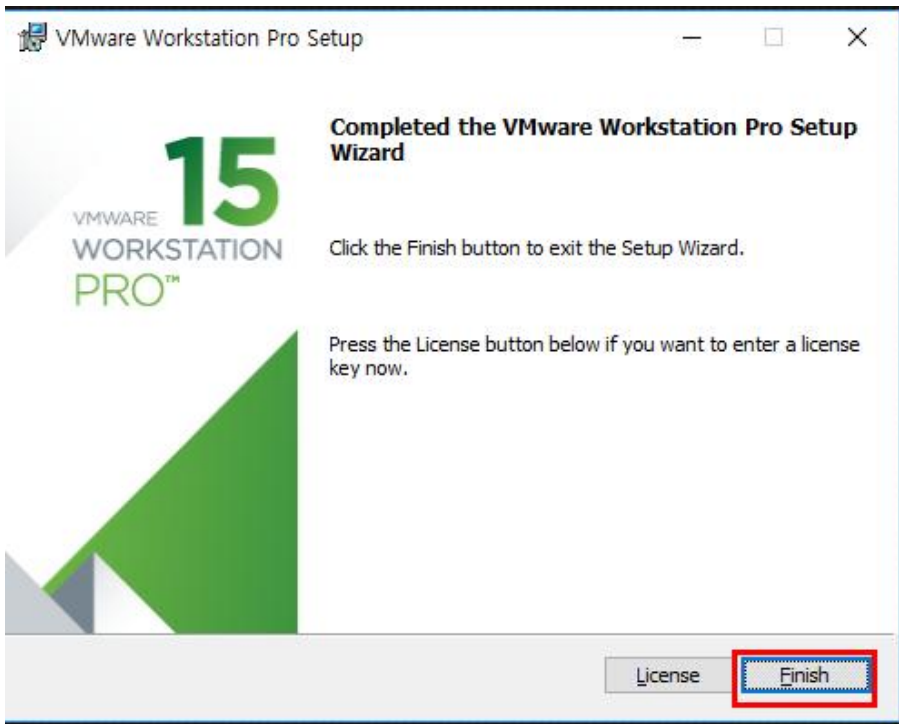 VMware Workstation Pro Setup
Completed the VMware Workstation Pro Setup
Wizard
15
VMWARE
WORKSTATION
PRO™
Click the Finish button to exit the Setup Wizard.
Press the License button below if you want to enter a license
key now.
License
Finish